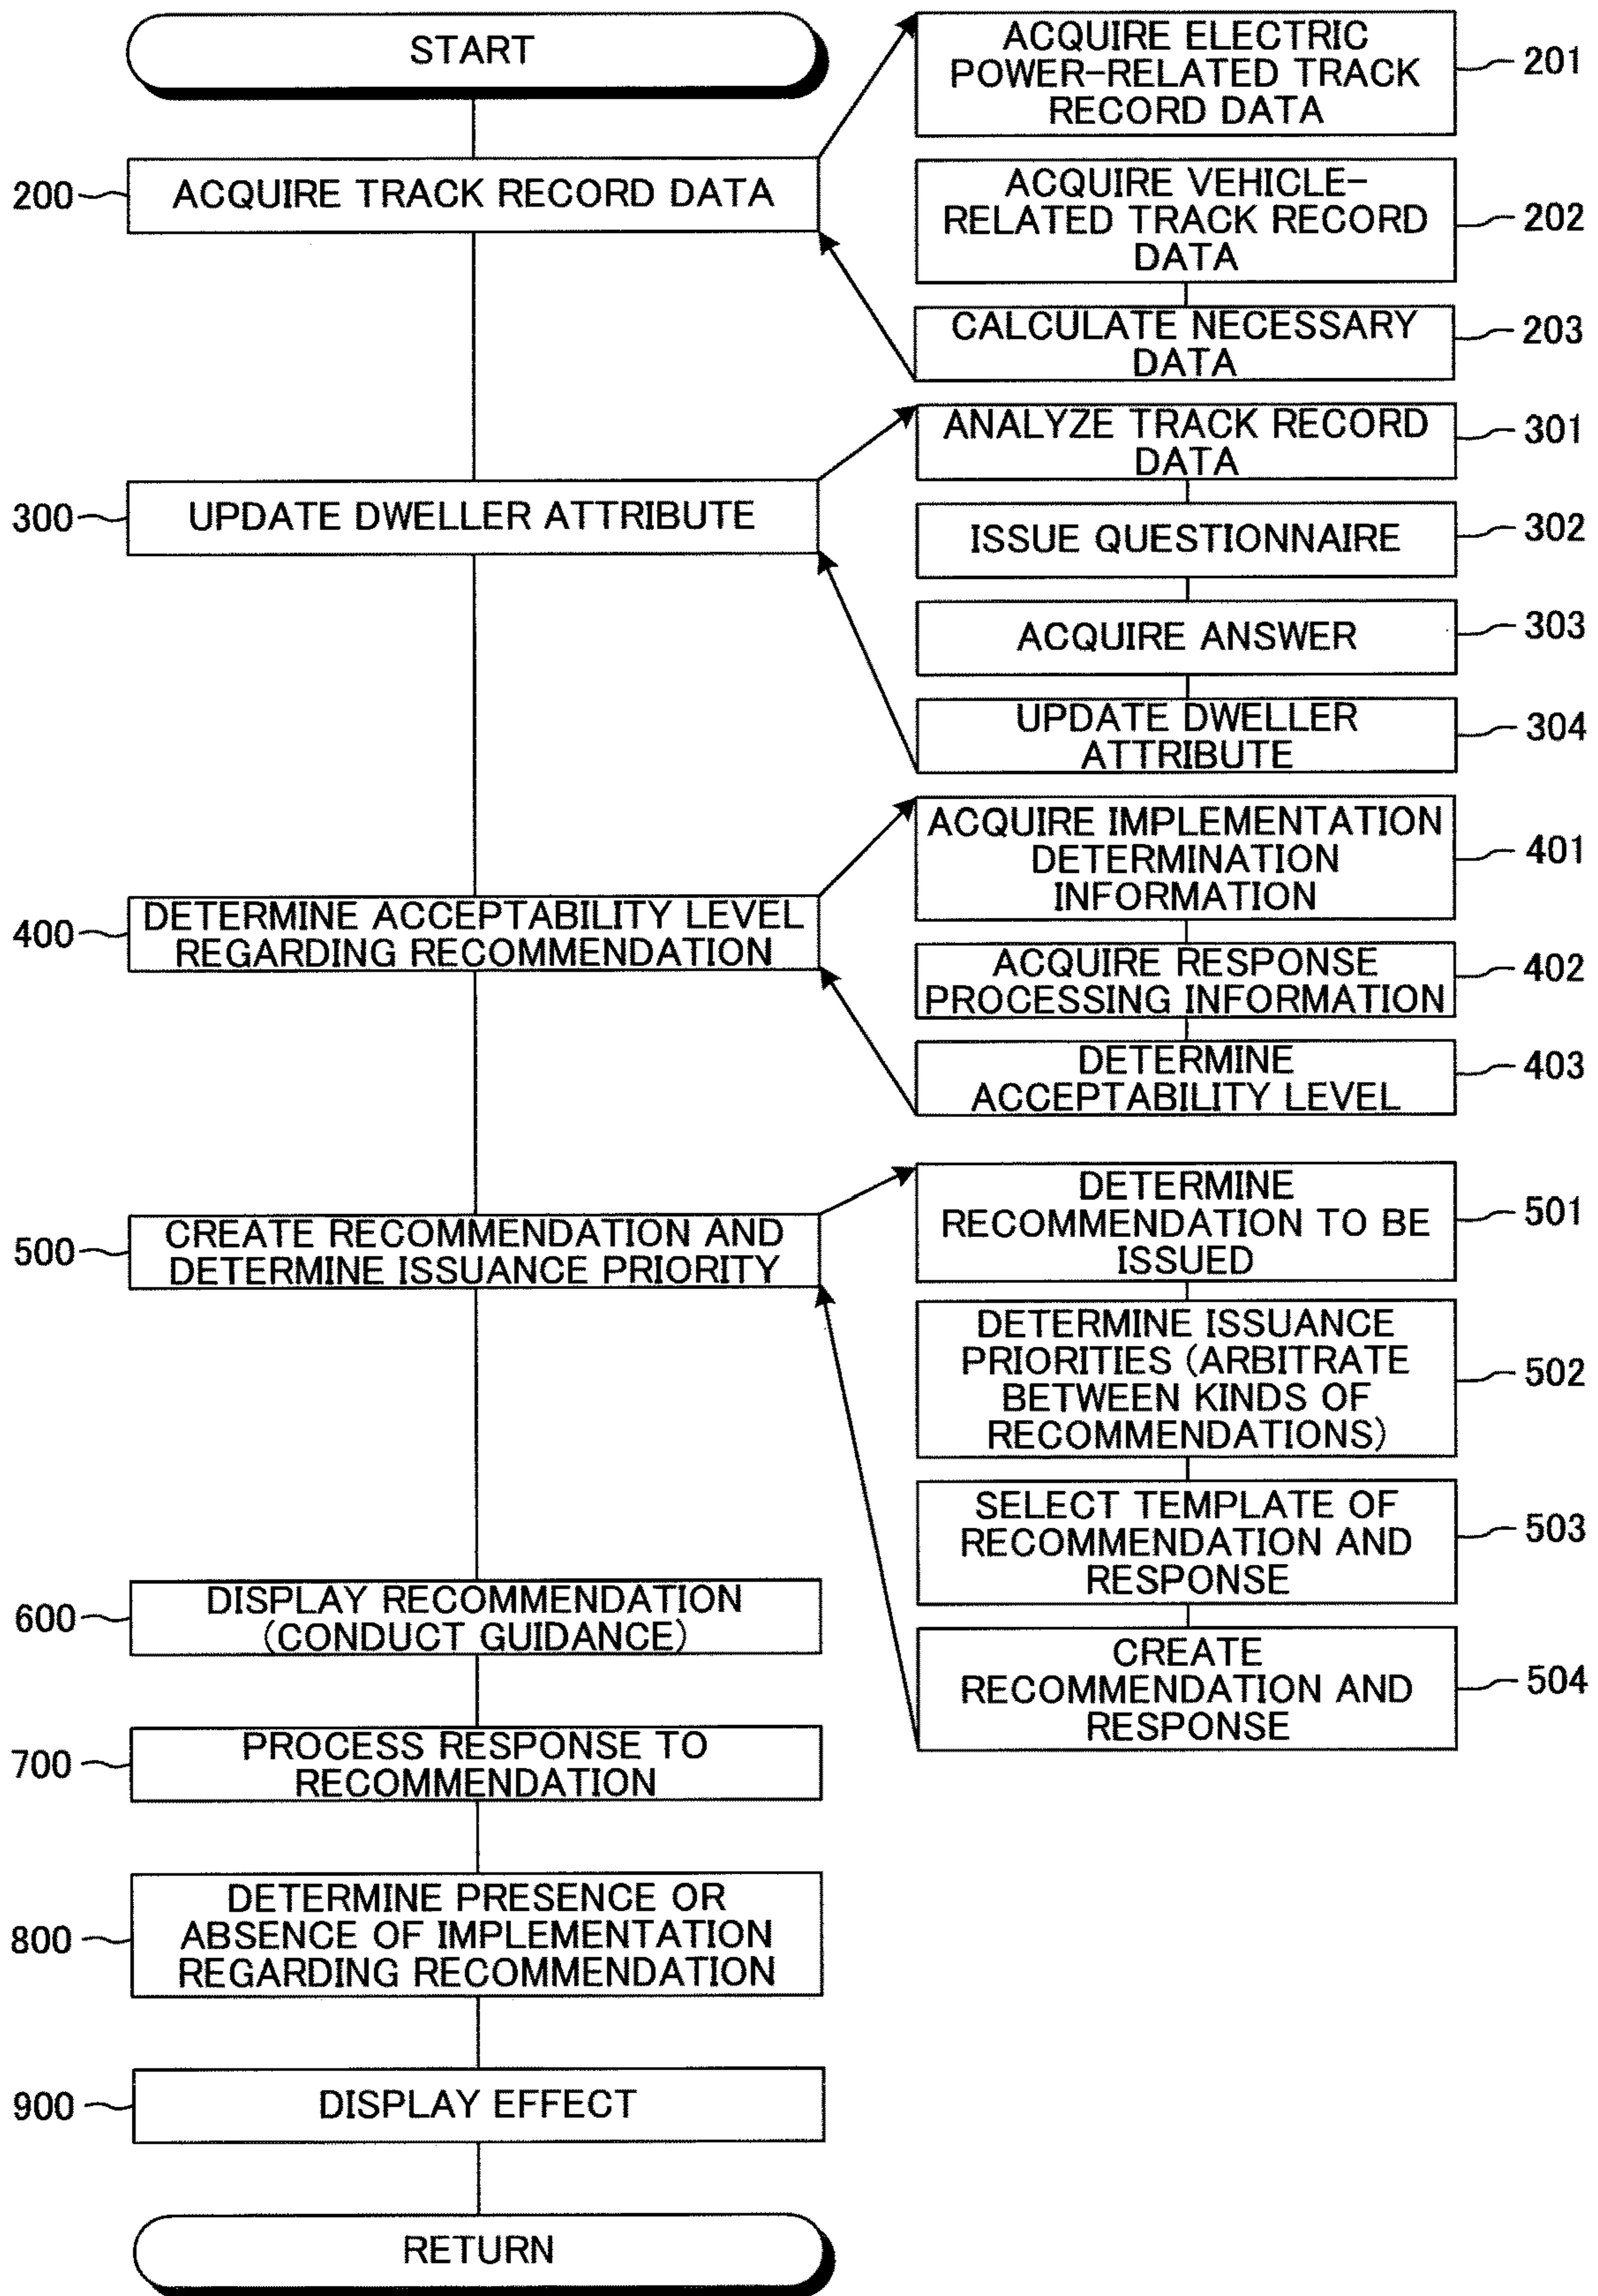 START
200
ACQUIRE TRACK RECORD DATA
ACQUIRE ELECTRIC
POWER-RELATED TRACK
RECORD DATA
201
ACQUIRE VEHICLE-
RELATED TRACK RECORD
DATA
202
CALCULATE NECESSARY
DATA
203
300
UPDATE DWELLER ATTRIBUTE
ANALYZE TRACK RECORD
DATA
301
ISSUE QUESTIONNAIRE
302
ACQUIRE ANSWER
303
UPDATE DWELLER
ATTRIBUTE
304
400
DETERMINE ACCEPTABILITY LEVEL
REGARDING RECOMMENDATION
ACQUIRE IMPLEMENTATION
DETERMINATION
INFORMATION
401
ACQUIRE RESPONSE
PROCESSING INFORMATION
402
DETERMINE
ACCEPTABILITY LEVEL
403
500
CREATE RECOMMENDATION AND
DETERMINE ISSUANCE PRIORITY
DETERMINE
RECOMMENDATION TO BE
ISSUED
501
DETERMINE ISSUANCE
PRIORITIES (ARBITRATE
BETWEEN KINDS OF
RECOMMENDATIONS)
502
SELECT TEMPLATE OF
RECOMMENDATION AND
RESPONSE
503
CREATE
RECOMMENDATION AND
RESPONSE
504
600
DISPLAY RECOMMENDATION
(CONDUCT GUIDANCE)
700
PROCESS RESPONSE TO
RECOMMENDATION
800
DETERMINE PRESENCE OR
ABSENCE OF IMPLEMENTATION
REGARDING RECOMMENDATION
900
DISPLAY EFFECT
RETURN